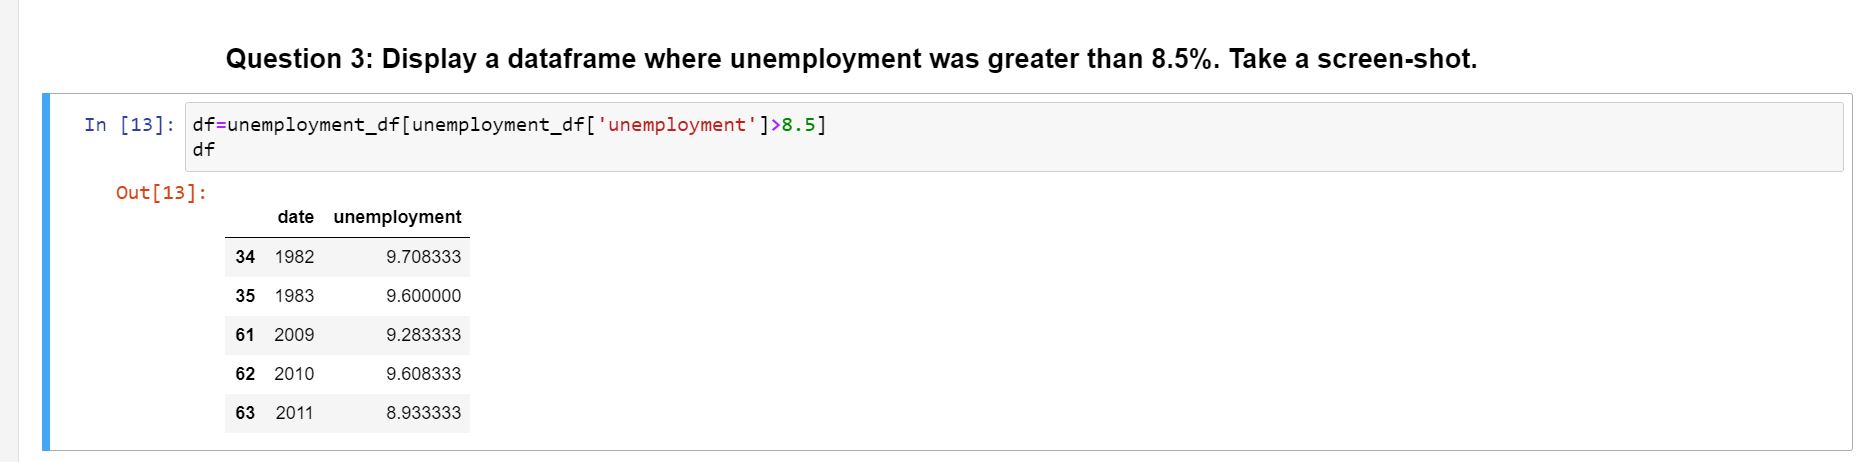 Question 3: Display a dataframe where unemployment was greater than 8.5%. Take a screen-shot.
In [13]: df=unemployment_df[unemployment_df['unemployment']>8.5]
df
Out[13]:
date unemployment
34 1982 9.708333
35 1983 9.600000
61 2009 9.283333
62 2010 9.608333
63 2011 8.933333